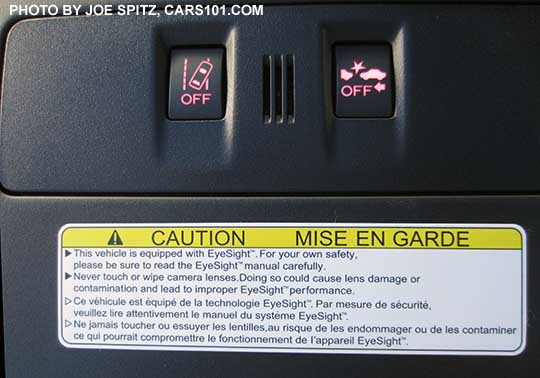 PHOTO BY JOE SPITZ, CARS101.COM
OFF
OFF
CAUTION MISE EN GARDE
This vehicle is equipped with EyeSight™. For your own safety,
please be sure to read the EyeSight™ manual carefully.
Never touch or wipe camera lenses.Doing so could cause lens damage or
contamination and lead to improper EyeSight™ performance.
Ce véhicule est équipé de la technologie EyeSight™. Par mesure de sécurité,
veuillez lire attentivement le manuel du système EyeSight™.
Ne jamais toucher ou essuyer les lentilles,au risque de les endommager ou de les contaminer
ce qui pourrait compromettre le fonctionnement de l'appareil EyeSight™.